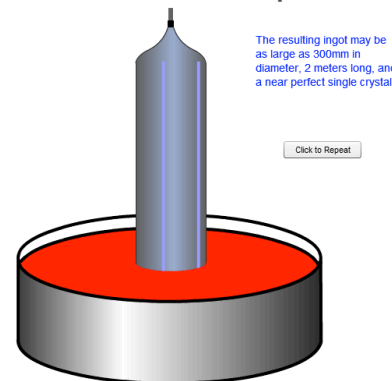 The resulting ingot may be
as large as 300mm in
diameter, 2 meters long, and
a near perfect single crystal
Click to Repeat